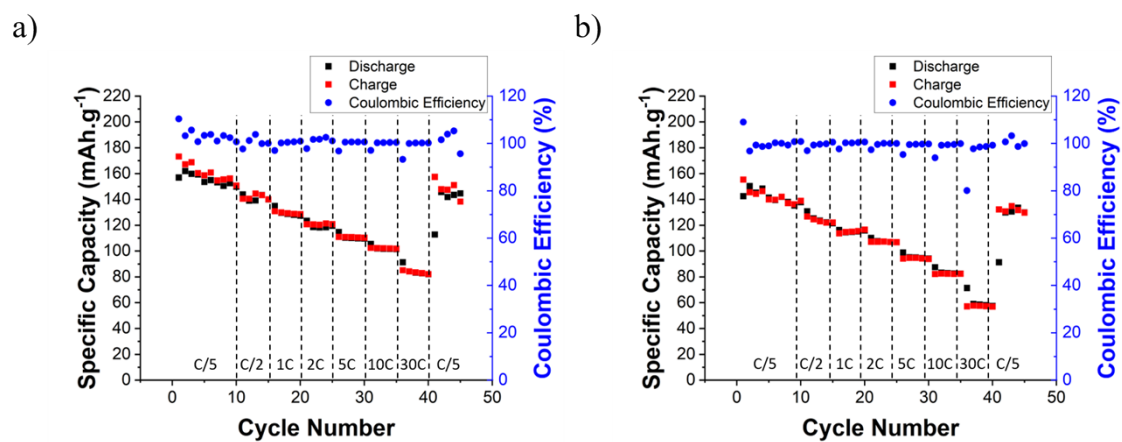 a)
Discharge
Charge
Coulombic Efficiency
Specific Capacity (mAh.g⁻¹)
220
200
180
160
140
120
100
80
60
40
20
0
120
100
80
60
40
20
0
Coulombic Efficiency (%)
C/5 C/2 1C 2C 5C 10C 30C C/5
0 10 20 30 40 50
Cycle Number
b)
Discharge
Charge
Coulombic Efficiency
Specific Capacity (mAh.g⁻¹)
220
200
180
160
140
120
100
80
60
40
20
0
120
100
80
60
40
20
0
Coulombic Efficiency (%)
C/5 C/2 1C 2C 5C 10C 30C C/5
0 10 20 30 40 50
Cycle Number